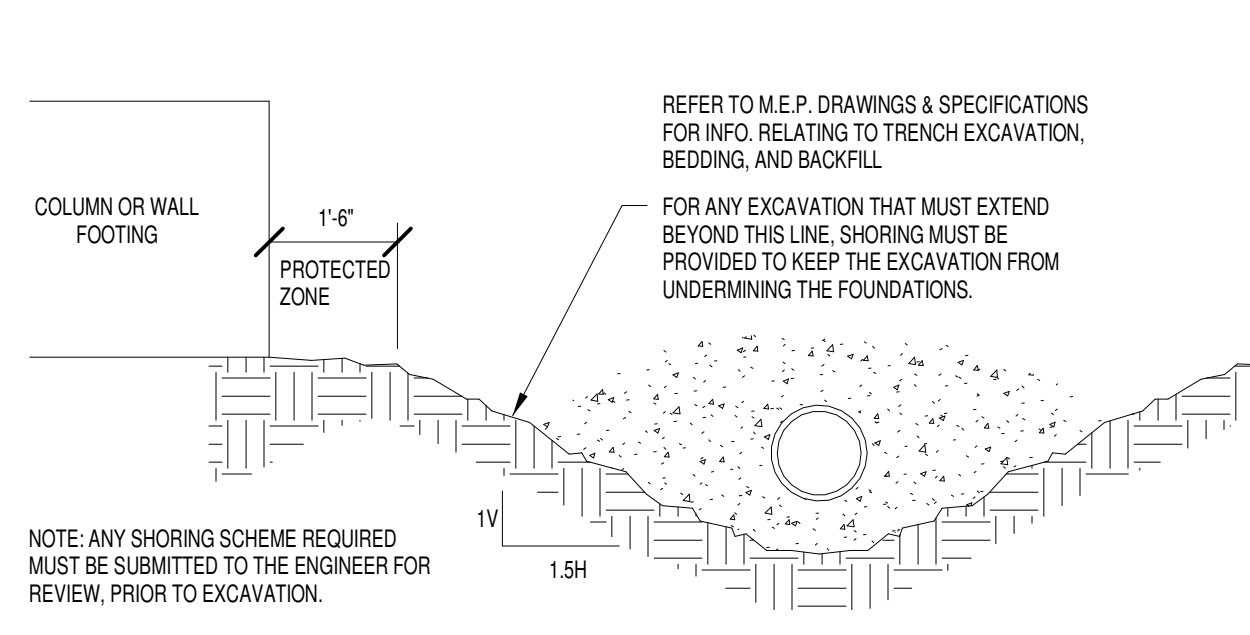 REFER TO M.E.P. DRAWINGS & SPECIFICATIONS
FOR INFO. RELATING TO TRENCH EXCAVATION,
BEDDING, AND BACKFILL
COLUMN OR WALL
FOOTING
1'-6"
PROTECTED
ZONE
FOR ANY EXCAVATION THAT MUST EXTEND
BEYOND THIS LINE, SHORING MUST BE
PROVIDED TO KEEP THE EXCAVATION FROM
UNDERMINING THE FOUNDATIONS.
1V
1.5H
NOTE: ANY SHORING SCHEME REQUIRED
MUST BE SUBMITTED TO THE ENGINEER FOR
REVIEW, PRIOR TO EXCAVATION.